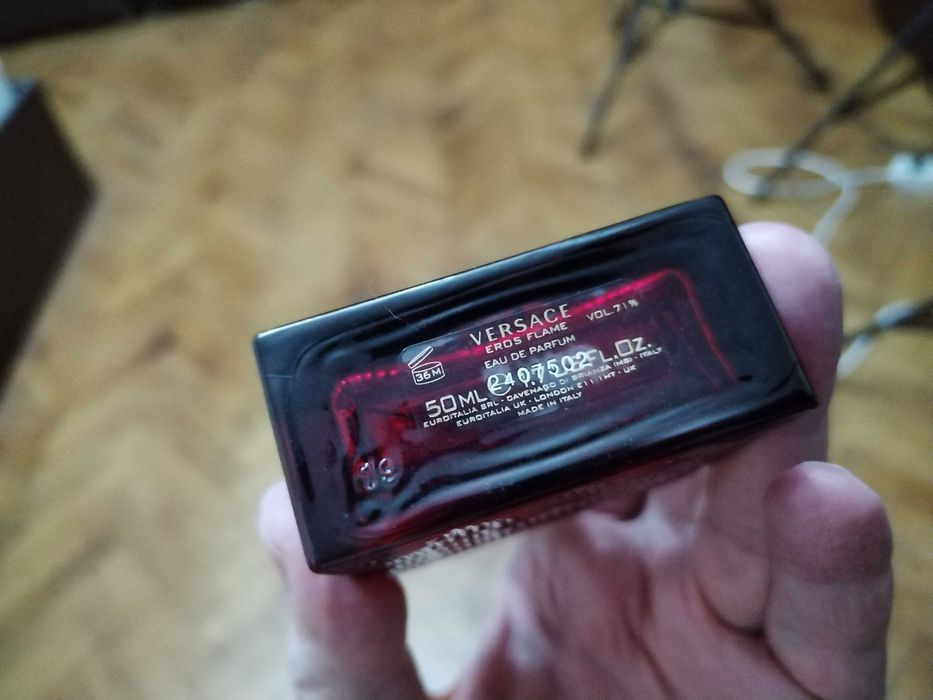 VERSACE
EROS FLAME
EAU DE PARFUM
VOL.71%
36M
2407502
50ML FL.Oz.
EUROITALIA SRL - CAVENAGO DI BRIANZA (MB) - ITALY
EUROITALIA UK - LONDON E11 1HT - UK
MADE IN ITALY
19